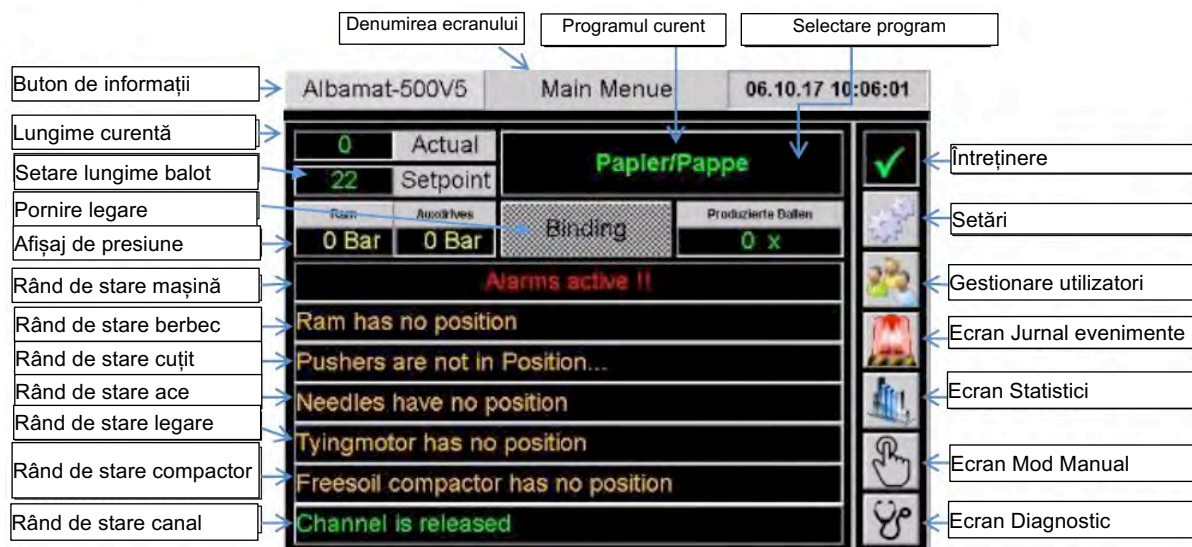 Denumirea ecranului
Programul curent
Selectare program
Buton de informații
Lungime curentă
Setare lungime balot
Pornire legare
Afișaj de presiune
Rând de stare mașină
Rând de stare berbec
Rând de stare cuțit
Rând de stare ace
Rând de stare legare
Rând de stare compactor
Rând de stare canal
Albamat-500V5
Main Menue
06.10.17 10:06:01
0 Actual
22 Setpoint
Papier/Pappe
Ram
Auxdrives
0 Bar
0 Bar
Binding
Produzierte Ballen
0 x
Alarms active !!
Ram has no position
Pushers are not in Position...
Needles have no position
Tyingmotor has no position
Freesoil compactor has no position
Channel is released
Întreținere
Setări
Gestionare utilizatori
Ecran Jurnal evenimente
Ecran Statistici
Ecran Mod Manual
Ecran Diagnostic